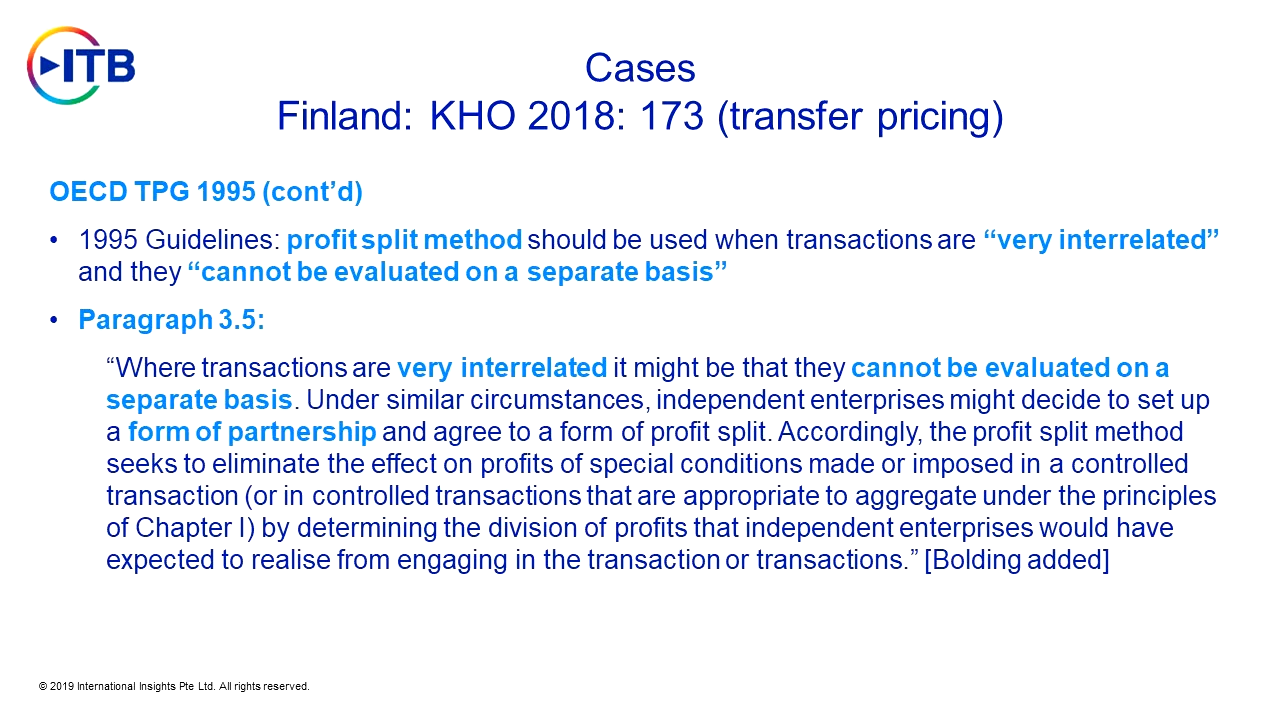 ITB
Cases
Finland: KHO 2018: 173 (transfer pricing)
OECD TPG 1995 (cont’d)
• 1995 Guidelines: profit split method should be used when transactions are “very interrelated”
and they “cannot be evaluated on a separate basis”
• Paragraph 3.5:
“Where transactions are very interrelated it might be that they cannot be evaluated on a
separate basis. Under similar circumstances, independent enterprises might decide to set up
a form of partnership and agree to a form of profit split. Accordingly, the profit split method
seeks to eliminate the effect on profits of special conditions made or imposed in a controlled
transaction (or in controlled transactions that are appropriate to aggregate under the principles
of Chapter I) by determining the division of profits that independent enterprises would have
expected to realise from engaging in the transaction or transactions.” [Bolding added]
© 2019 International Insights Pte Ltd. All rights reserved.